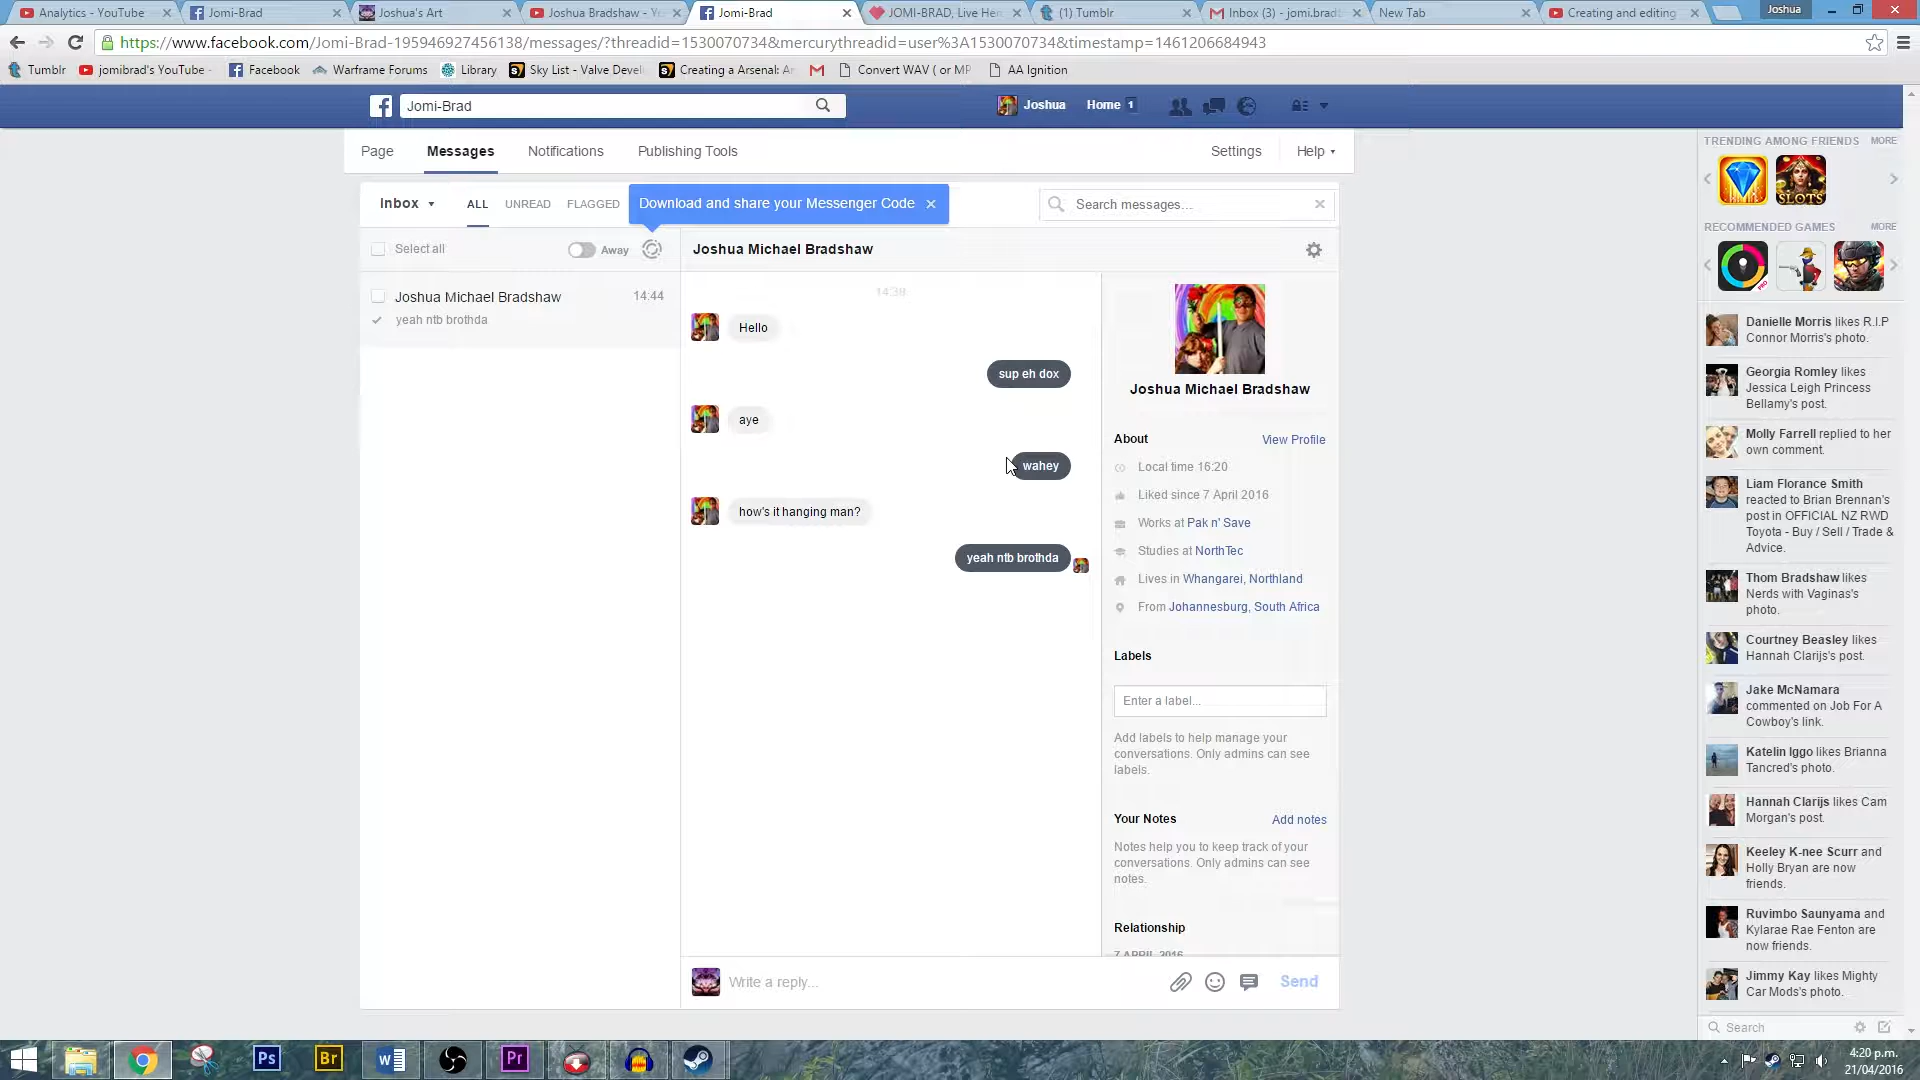 Analytics - YouTube
Jomi-Brad
Joshua's Art
Joshua Bradshaw - Y
Jomi-Brad
JOMI-BRAD, Live He
(1) Tumblr
Inbox (3) - jomi.brad
New Tab
Creating and editing
Joshua
https://www.facebook.com/Jomi-Brad-195946927456138/messages/?threadid=1530070734&mercurythreadid=user%3A1530070734&timestamp=1461206684943
Tumblr
jomibrad's YouTube -
Facebook
Warframe Forums
Library
Sky List - Valve Devel
Creating a Arsenal: Ar
Convert WAV ( or MP
AA Ignition
Jomi-Brad
Joshua
Home 1
Page
Messages
Notifications
Publishing Tools
Settings
Help
Inbox
ALL
UNREAD
FLAGGED
Download and share your Messenger Code
Search messages...
Select all
Away
Joshua Michael Bradshaw
14:44
yeah ntb brothda
Joshua Michael Bradshaw
14:38
Hello
sup eh dox
aye
wahey
how's it hanging man?
yeah ntb brothda
Write a reply...
Send
Joshua Michael Bradshaw
About
View Profile
Local time 16:20
Liked since 7 April 2016
Works at Pak n' Save
Studies at NorthTec
Lives in Whangarei, Northland
From Johannesburg, South Africa
Labels
Enter a label...
Add labels to help manage your
conversations. Only admins can see
labels.
Your Notes
Add notes
Notes help you to keep track of your
conversations. Only admins can see
notes.
Relationship
7 APRIL 2016
TRENDING AMONG FRIENDS
MORE
SLOTS
RECOMMENDED GAMES
MORE
PRO
Danielle Morris likes R.I.P
Connor Morris's photo.
Georgia Romley likes
Jessica Leigh Princess
Bellamy's post.
Molly Farrell replied to her
own comment.
Liam Florance Smith
reacted to Brian Brennan's
post in OFFICIAL NZ RWD
Toyota - Buy / Sell / Trade &
Advice.
Thom Bradshaw likes
Nerds with Vaginas's
photo.
Courtney Beasley likes
Hannah Clarijs's post.
Jake McNamara
commented on Job For A
Cowboy's link.
Katelin Iggo likes Brianna
Tancred's photo.
Hannah Clarijs likes Cam
Morgan's post.
Keeley K-nee Scurr and
Holly Bryan are now
friends.
Ruvimbo Saunyama and
Kylarae Rae Fenton are
now friends.
Jimmy Kay likes Mighty
Car Mods's photo.
Search
Ps
Br
W
Pr
4:20 p.m.
21/04/2016